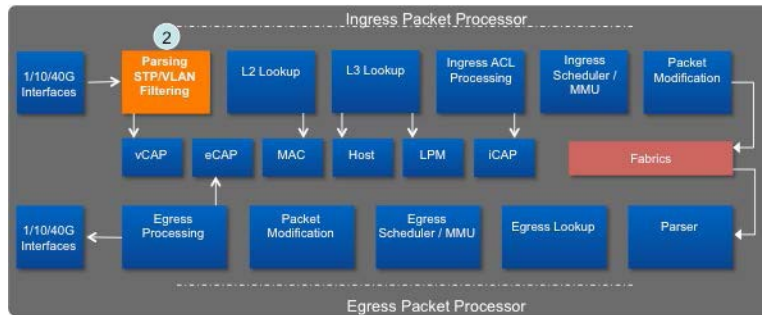 Ingress Packet Processor
2
1/10/40G
Interfaces
Parsing
STP/VLAN
Filtering
L2 Lookup
L3 Lookup
Ingress ACL
Processing
Ingress
Scheduler /
MMU
Packet
Modification
vCAP
eCAP
MAC
Host
LPM
iCAP
Fabrics
1/10/40G
Interfaces
Egress
Processing
Packet
Modification
Egress
Scheduler / MMU
Egress Lookup
Parser
Egress Packet Processor